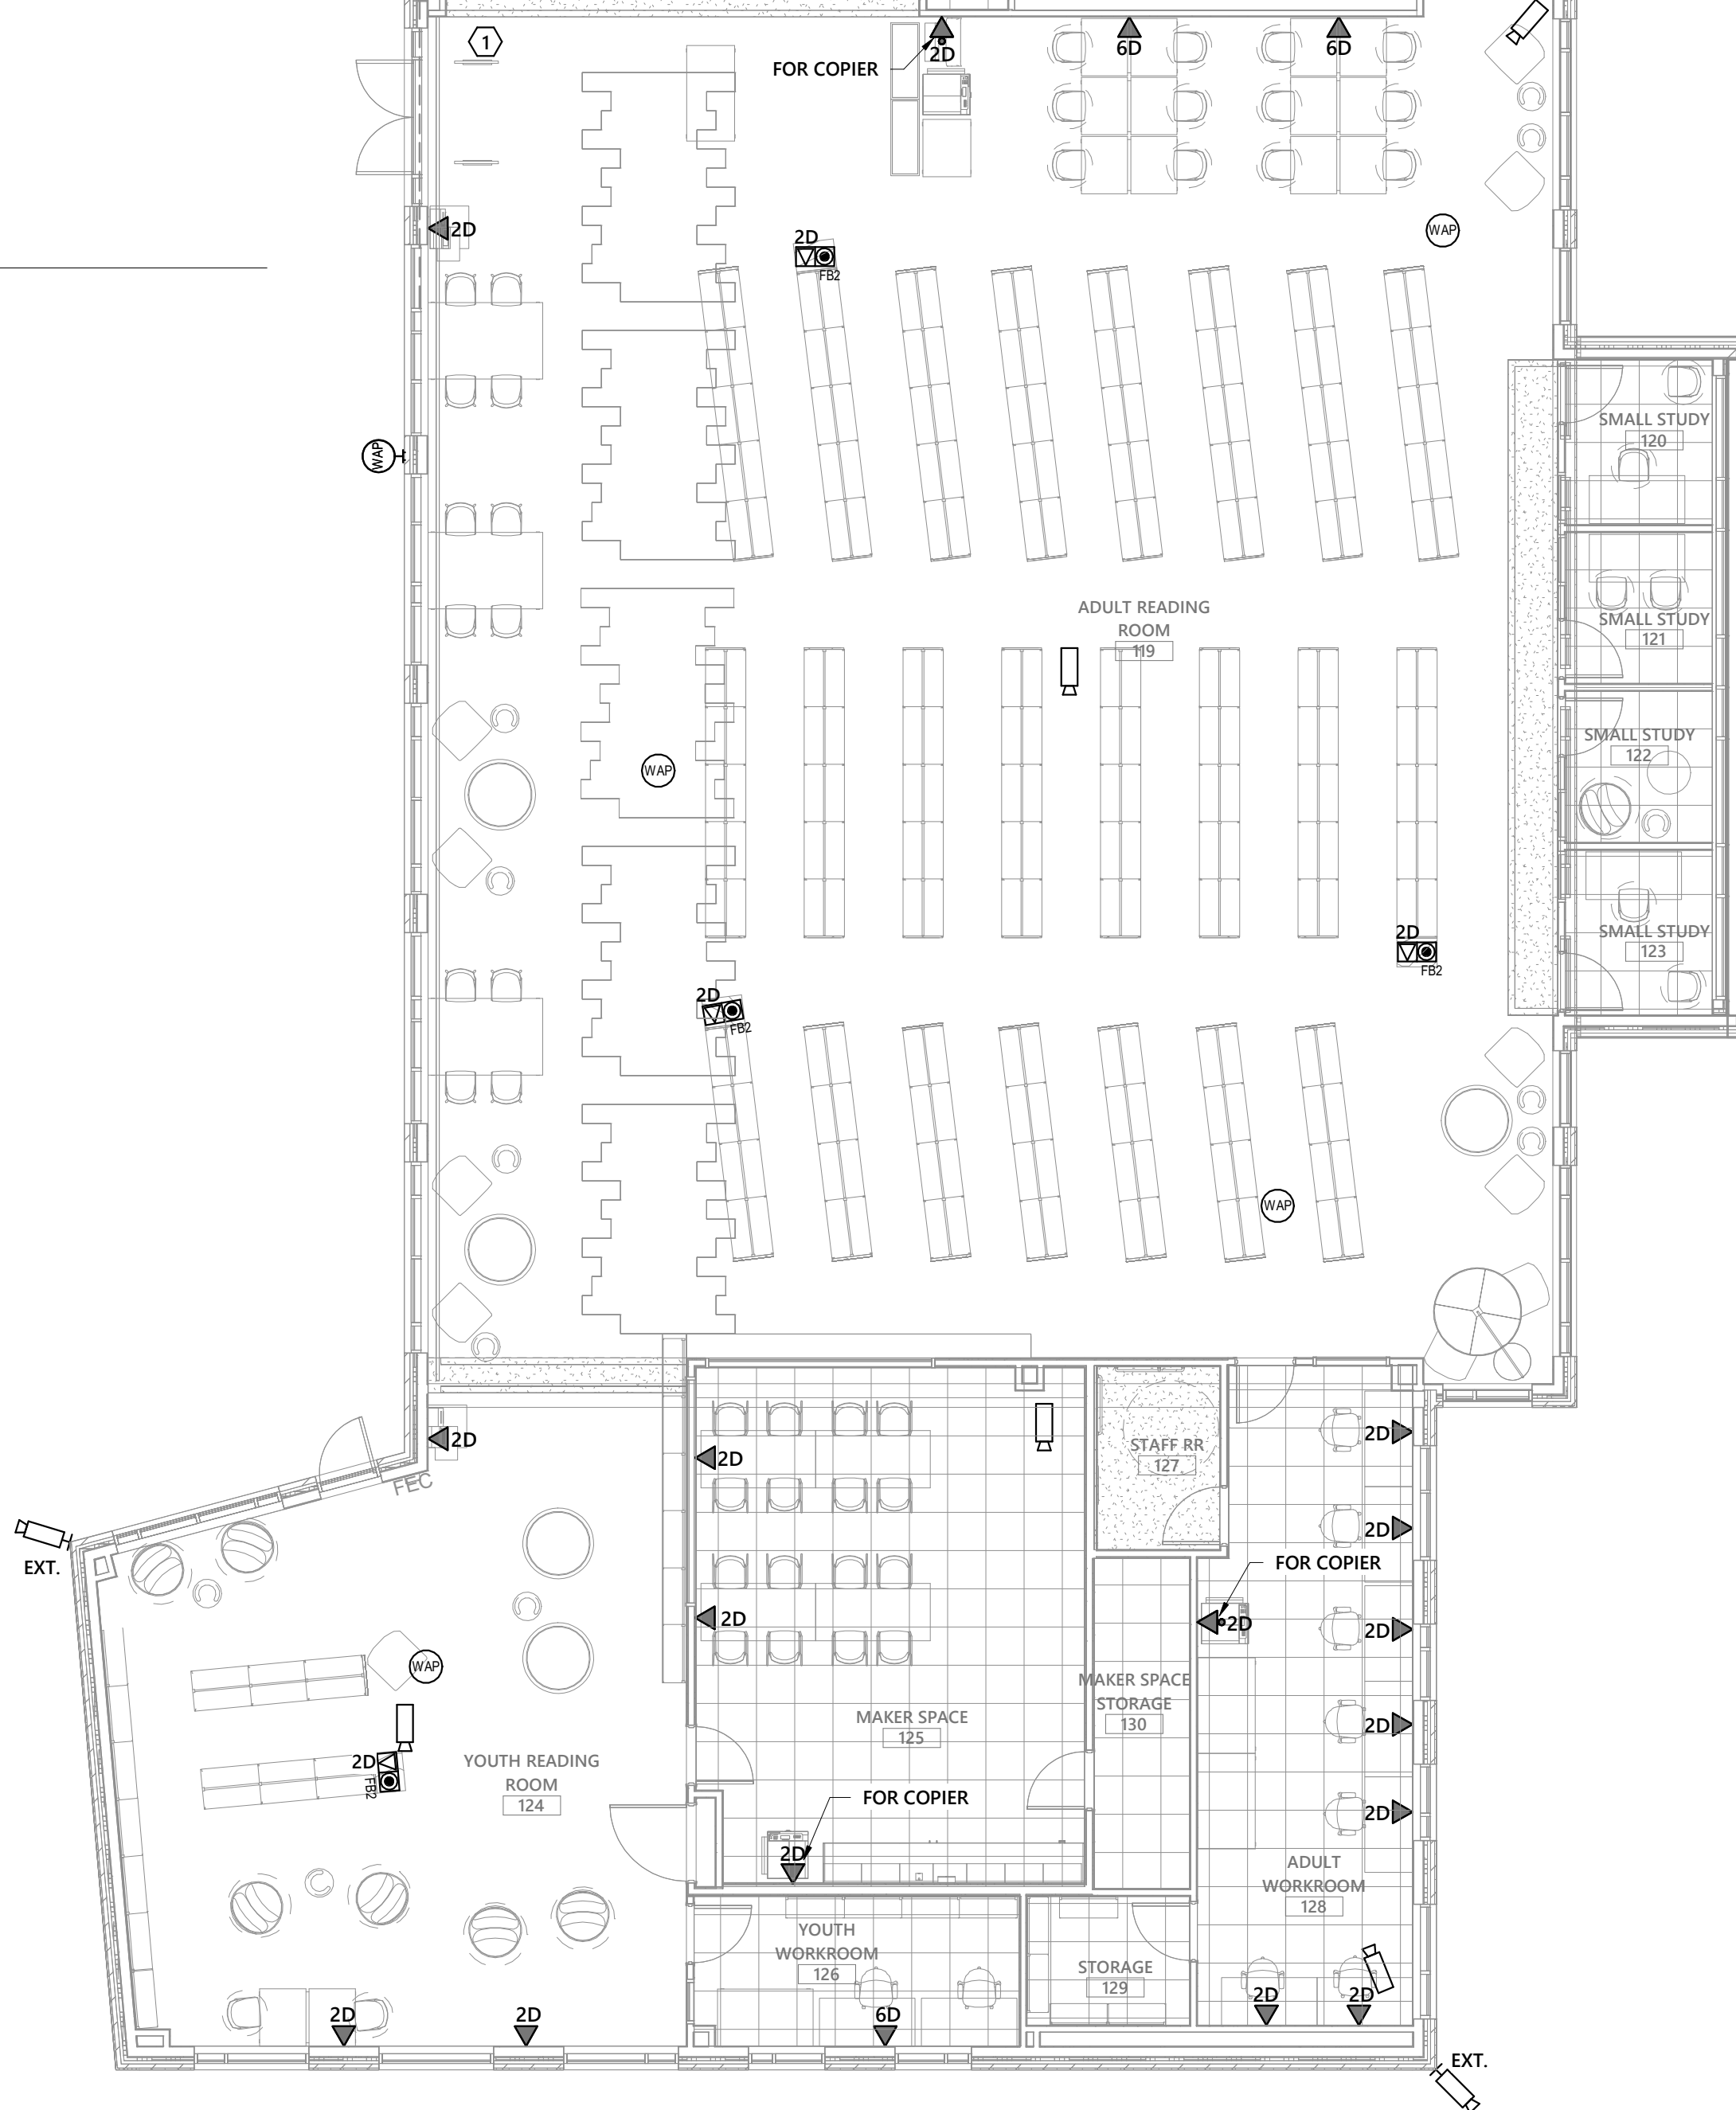 1
FOR COPIER
2D
6D
6D
2D
WAP
2D
FB2
SMALL STUDY
120
WAP
ADULT READING
ROOM
119
SMALL STUDY
121
SMALL STUDY
122
WAP
SMALL STUDY
123
2D
FB2
2D
FB2
WAP
2D
FEC
2D
STAFF RR
127
2D
2D
EXT.
FOR COPIER
2D
2D
2D
WAP
MAKER SPACE
STORAGE
130
MAKER SPACE
125
2D
2D
FB2
YOUTH READING
ROOM
124
FOR COPIER
2D
2D
ADULT
WORKROOM
128
YOUTH
WORKROOM
126
STORAGE
129
2D
2D
6D
2D
2D
EXT.